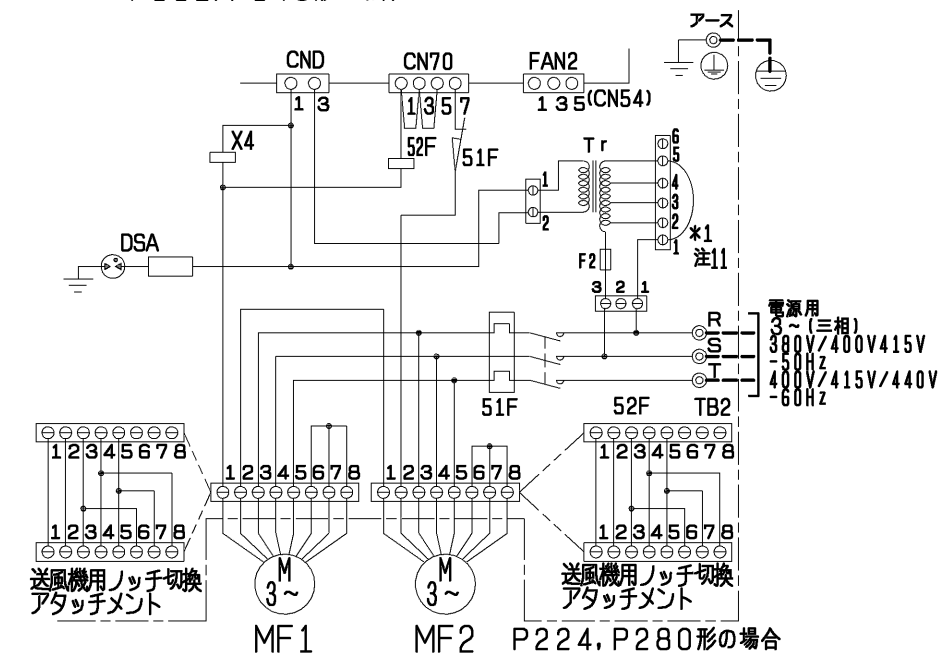 アース
CND
CN70
FAN2
1 3
1 3 5 7
1 3 5 (CN54)
X4
52F
51F
Tr
6
5
4
3
2
1
1
2
*1
注11
DSA
F2
3 2 1
R
S
T
電源用
3～(三相)
380V/400V415V
-50Hz
400V/415V/440V
-60Hz
51F
52F
TB2
1 2 3 4 5 6 7 8
1 2 3 4 5 6 7 8
1 2 3 4 5 6 7 8
1 2 3 4 5 6 7 8
1 2 3 4 5 6 7 8
1 2 3 4 5 6 7 8
送風機用ノッチ切換
アタッチメント
M
3～
M
3～
送風機用ノッチ切換
アタッチメント
MF1
MF2
P224,P280形の場合